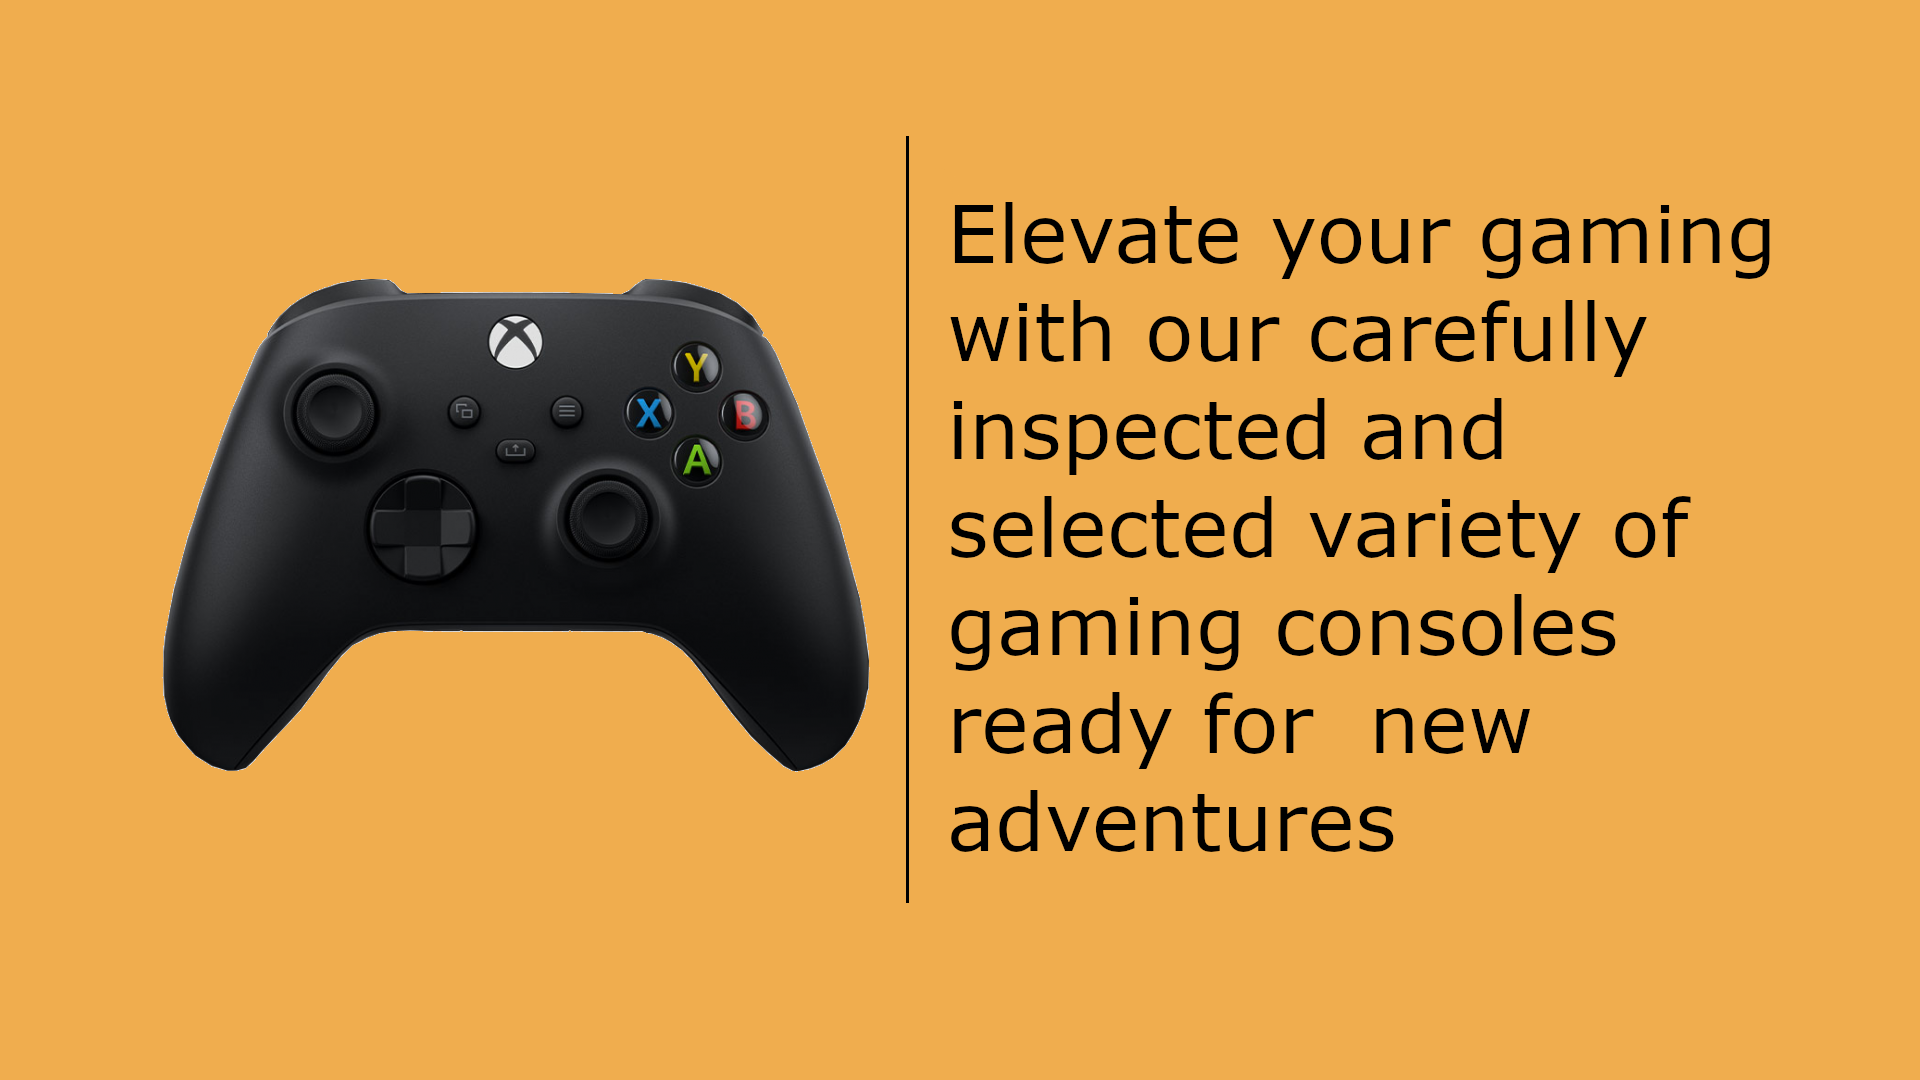 Y
X
B
A
Elevate your gaming
with our carefully
inspected and
selected variety of
gaming consoles
ready for  new
adventures